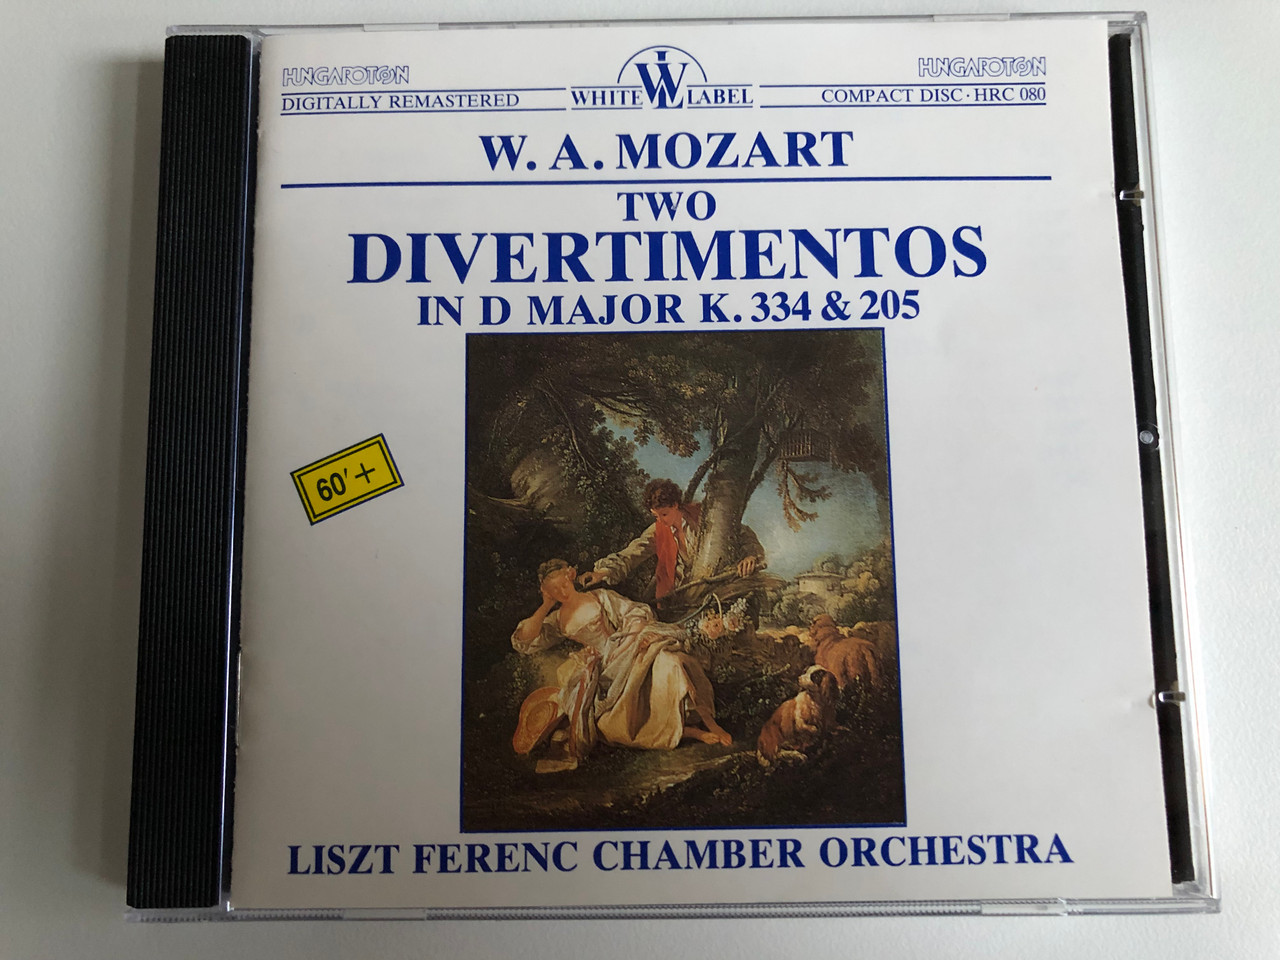 HUNGAROTON
HUNGAROTON
DIGITALLY REMASTERED
WL
WHITE LABEL
COMPACT DISC · HRC 080
W. A. MOZART
TWO
DIVERTIMENTOS
IN D MAJOR K. 334 & 205
60'+
LISZT FERENC CHAMBER ORCHESTRA